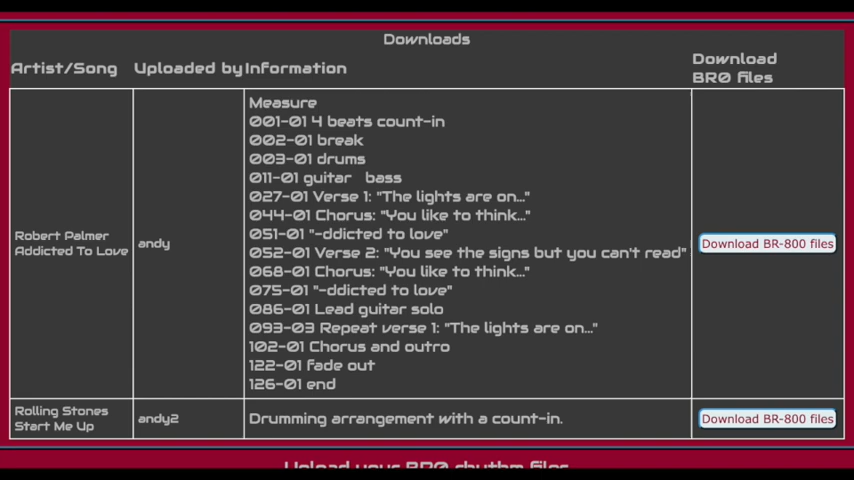 Downloads
Artist/Song Uploaded by Information Download BR0 files
Robert Palmer
Addicted To Love
andy
Measure
001-01 4 beats count-in
002-01 break
003-01 drums
011-01 guitar bass
027-01 Verse 1: "The lights are on..."
044-01 Chorus: "You like to think..."
051-01 "-ddicted to love"
052-01 Verse 2: "You see the signs but you can't read"
068-01 Chorus: "You like to think..."
075-01 "-ddicted to love"
086-01 Lead guitar solo
093-03 Repeat verse 1: "The lights are on..."
102-01 Chorus and outro
122-01 fade out
126-01 end
Download BR-800 files
Rolling Stones
Start Me Up
andy2
Drumming arrangement with a count-in.
Download BR-800 files
Upload your BR0 rhythm files